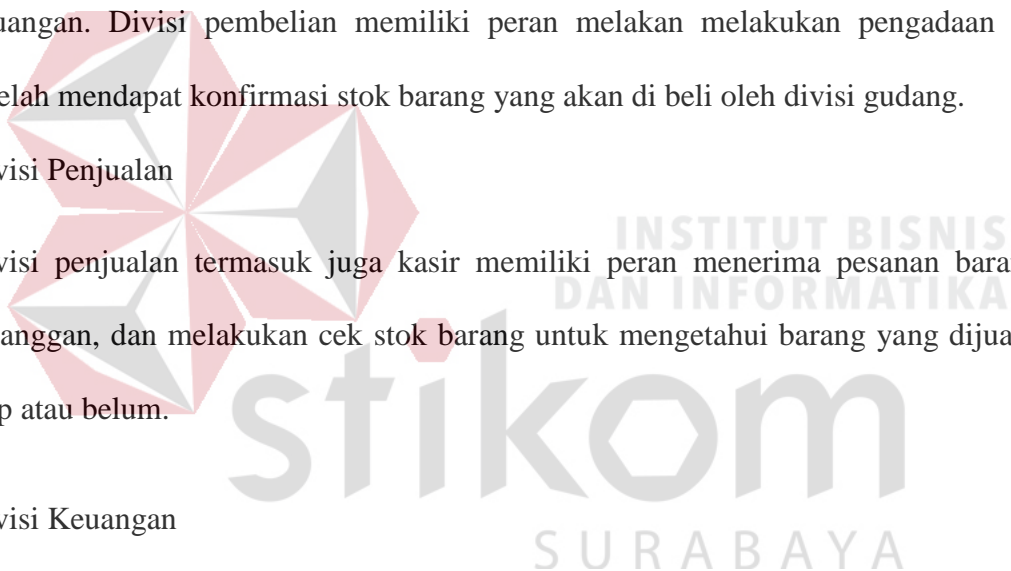 uangan. Divisi pembelian memiliki peran melakan melakukan pengadaan
elah mendapat konfirmasi stok barang yang akan di beli oleh divisi gudang.
visi Penjualan
INSTITUT BISNIS
visi penjualan termasuk juga kasir memiliki peran menerima pesanan bara
DAN INFORMATIKA
anggan, dan melakukan cek stok barang untuk mengetahui barang yang dijua
p atau belum.
stikom
visi Keuangan
SURABAYA